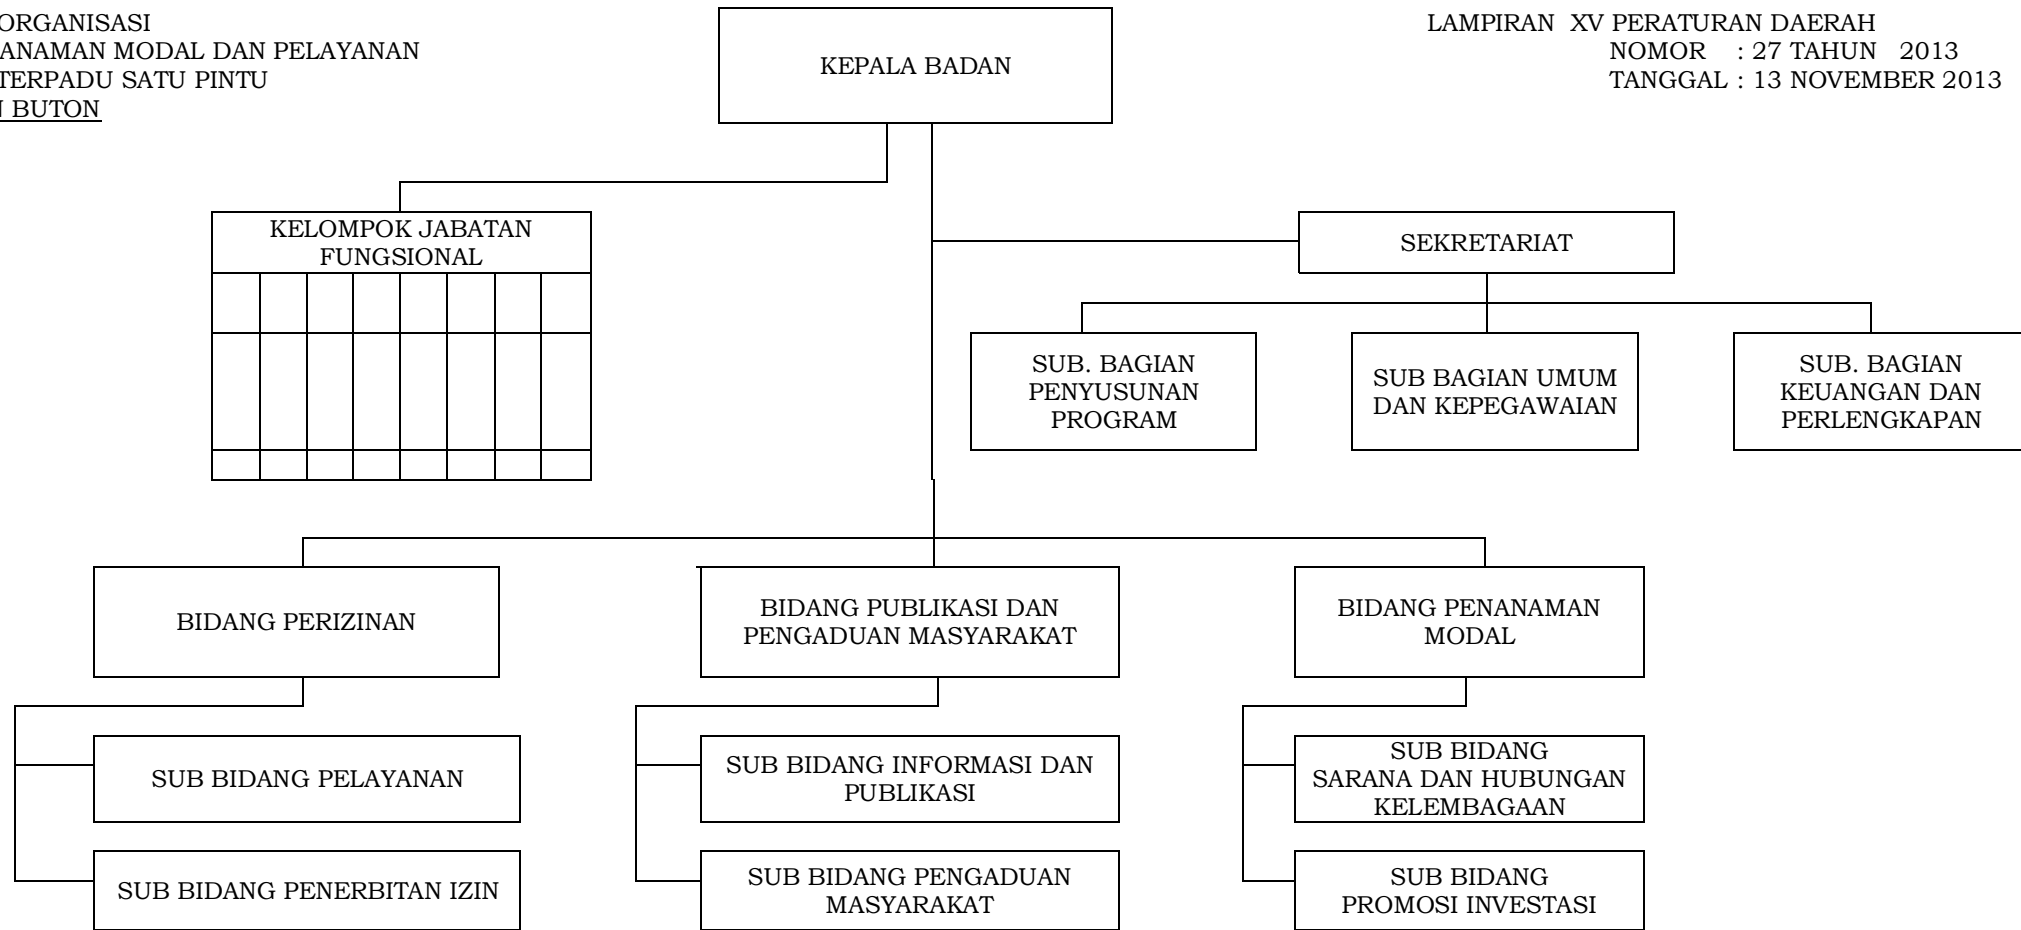 ORGANISASI
ANAMAN MODAL DAN PELAYANAN
TERPADU SATU PINTU
BUTON
KEPALA BADAN
LAMPIRAN XV PERATURAN DAERAH
NOMOR : 27 TAHUN 2013
TANGGAL : 13 NOVEMBER 2013
KELOMPOK JABATAN
FUNGSIONAL
SEKRETARIAT
SUB. BAGIAN
PENYUSUNAN
PROGRAM
SUB BAGIAN UMUM
DAN KEPEGAWAIAN
SUB. BAGIAN
KEUANGAN DAN
PERLENGKAPAN
BIDANG PERIZINAN
BIDANG PUBLIKASI DAN
PENGADUAN MASYARAKAT
BIDANG PENANAMAN
MODAL
SUB BIDANG PELAYANAN
SUB BIDANG INFORMASI DAN
PUBLIKASI
SUB BIDANG
SARANA DAN HUBUNGAN
KELEMBAGAAN
SUB BIDANG PENERBITAN IZIN
SUB BIDANG PENGADUAN
MASYARAKAT
SUB BIDANG
PROMOSI INVESTASI